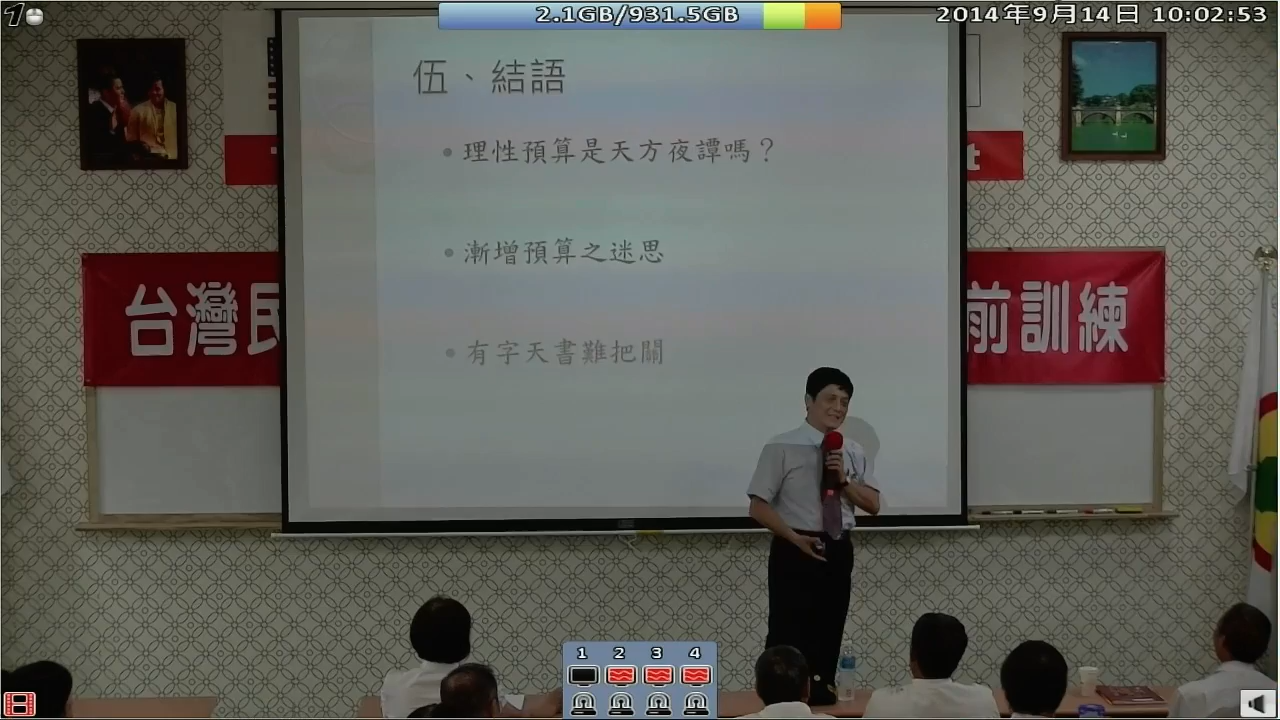 1
2.1GB/931.5GB
2014年9月14日 10:02:53
伍、結語
• 理性預算是天方夜譚嗎？
• 漸增預算之迷思
• 有字天書難把關
t
台灣民
前訓練
1 2 3 4